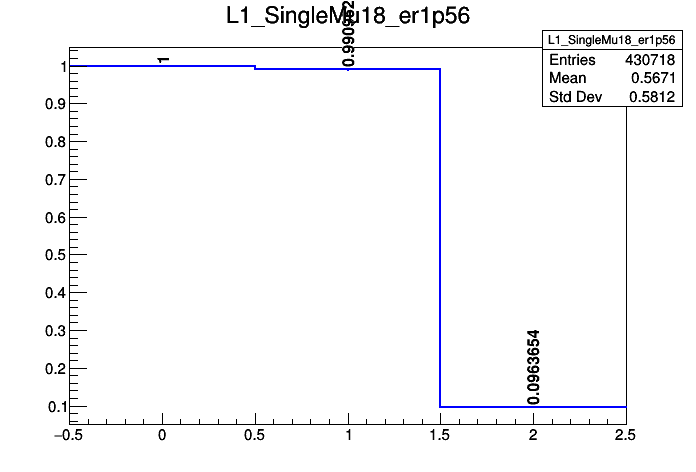 L1_SingleMu18_er1p56
L1_SingleMu18_er1p56
Entries 430718
Mean 0.5671
Std Dev 0.5812
1
0.990952
0.0963654
1
0.9
0.8
0.7
0.6
0.5
0.4
0.3
0.2
0.1
−0.5 0 0.5 1 1.5 2 2.5